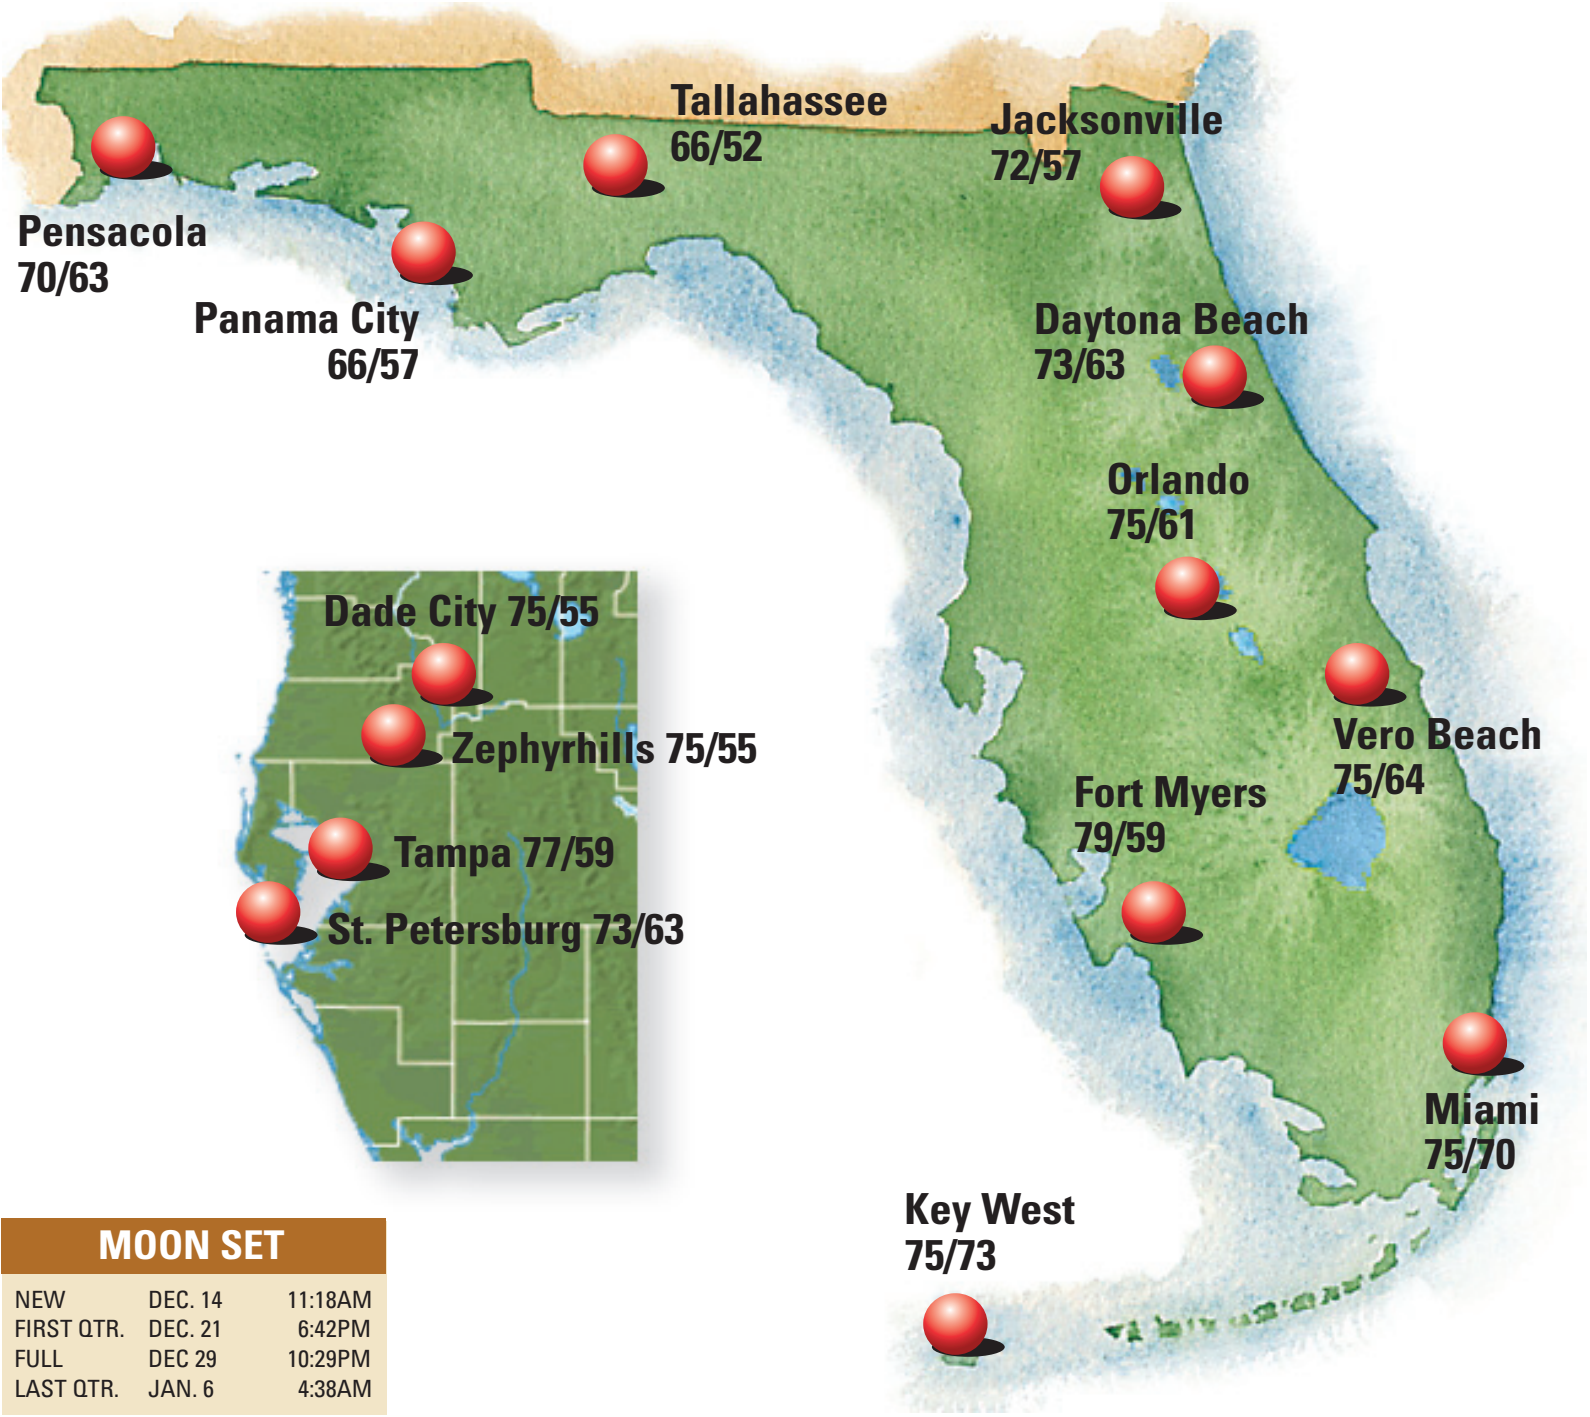 Tallahassee
66/52
Jacksonville
72/57
Pensacola
70/63
Panama City
66/57
Daytona Beach
73/63
Orlando
75/61
Dade City 75/55
Zephyrhills 75/55
Tampa 77/59
St. Petersburg 73/63
Vero Beach
75/64
Fort Myers
79/59
Miami
75/70
Key West
75/73
MOON SET
NEW DEC. 14 11:18AM
FIRST QTR. DEC. 21 6:42PM
FULL DEC 29 10:29PM
LAST QTR. JAN. 6 4:38AM